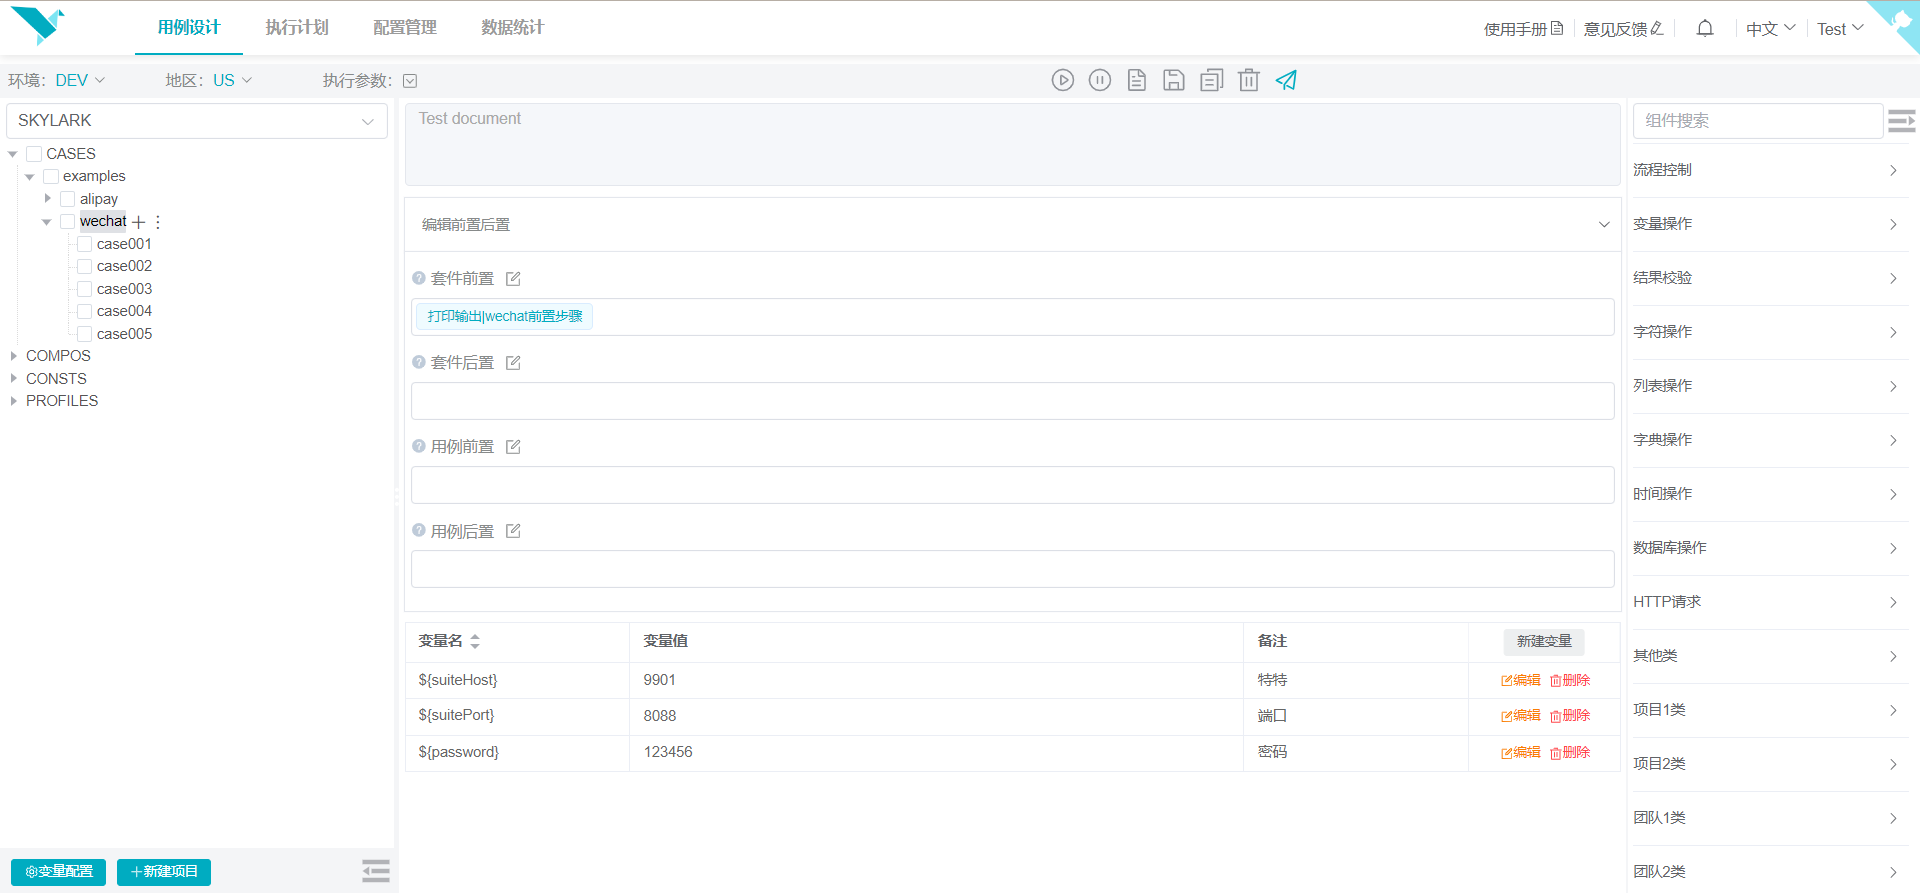 用例设计 执行计划 配置管理 数据统计 使用手册 意见反馈 中文 Test
环境： DEV 地区： US 执行参数：
SKYLARK
CASES
examples
alipay
wechat
case001
case002
case003
case004
case005
COMPOS
CONSTS
PROFILES
变量配置 新建项目
Test document
编辑前置后置
套件前置
打印输出|wechat前置步骤
套件后置
用例前置
用例后置
变量名 变量值 备注 新建变量
${suiteHost} 9901 特特 编辑 删除
${suitePort} 8088 端口 编辑 删除
${password} 123456 密码 编辑 删除
组件搜索
流程控制
变量操作
结果校验
字符操作
列表操作
字典操作
时间操作
数据库操作
HTTP请求
其他类
项目1类
项目2类
团队1类
团队2类